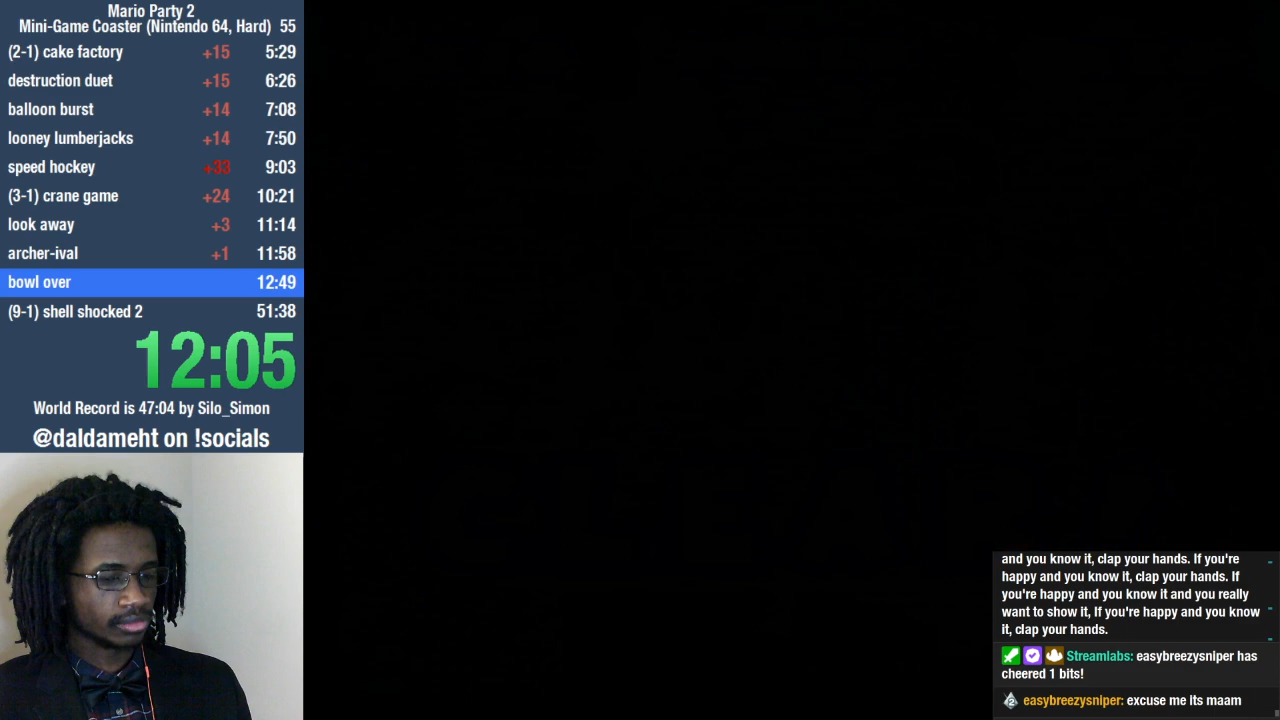 Mario Party 2
Mini-Game Coaster (Nintendo 64, Hard) 55
(2-1) cake factory +15 5:29
destruction duet +15 6:26
balloon burst +14 7:08
looney lumberjacks +14 7:50
speed hockey +33 9:03
(3-1) crane game +24 10:21
look away +3 11:14
archer-ival +1 11:58
bowl over 12:49
(9-1) shell shocked 2 51:38
12:05
World Record is 47:04 by Silo_Simon
@daldameht on !socials
and you know it, clap your hands. If you're
happy and you know it, clap your hands. If
you're happy and you know it and you really
want to show it, If you're happy and you know
it, clap your hands.
Streamlabs: easybreezysniper has
cheered 1 bits!
2 easybreezysniper: excuse me its maam